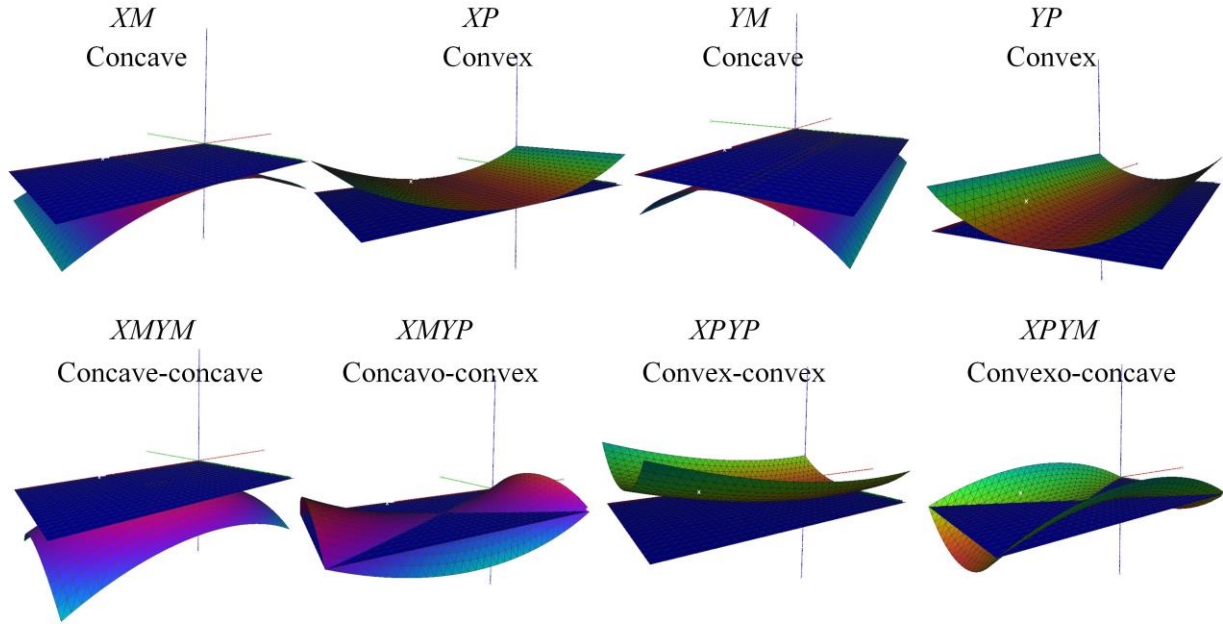 XM XP YM YP
Concave Convex Concave Convex
XMYM XMYP XPYP XPYM
Concave-concave Concavo-convex Convex-convex Convexo-concave